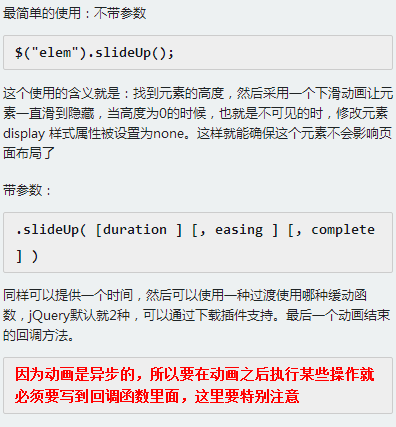 最简单的使用：不带参数
$("elem").slideUp();
这个使用的含义就是：找到元素的高度，然后采用一个下滑动画让元
素一直滑到隐藏，当高度为0的时候，也就是不可见的时，修改元素
display 样式属性被设置为none。这样就能确保这个元素不会影响页
面布局了
带参数：
.slideUp( [duration ] [, easing ] [, complete
] )
同样可以提供一个时间，然后可以使用一种过渡使用哪种缓动函
数，jQuery默认就2种，可以通过下载插件支持。最后一个动画结束
的回调方法。
因为动画是异步的，所以要在动画之后执行某些操作就
必须要写到回调函数里面，这里要特别注意